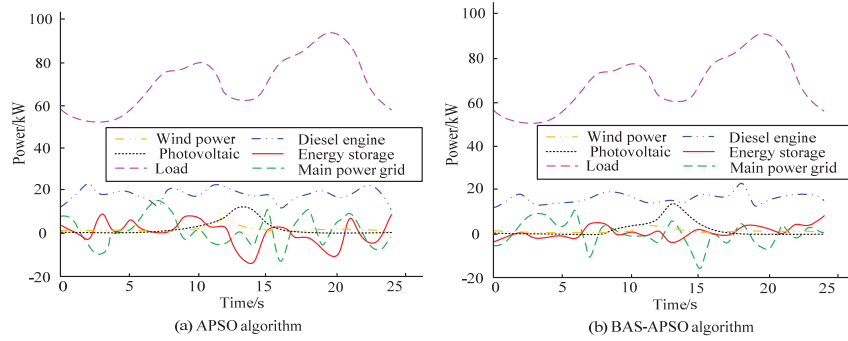 100
80
60
40
20
0
-20
Power/kW
Wind power
Photovoltaic
Load
Diesel engine
Energy storage
Main power grid
0 5 10 15 20 25
Time/s
(a) APSO algorithm
100
80
60
40
20
0
-20
Power/kW
Wind power
Photovoltaic
Load
Diesel engine
Energy storage
Main power grid
0 5 10 15 20 25
Time/s
(b) BAS-APSO algorithm